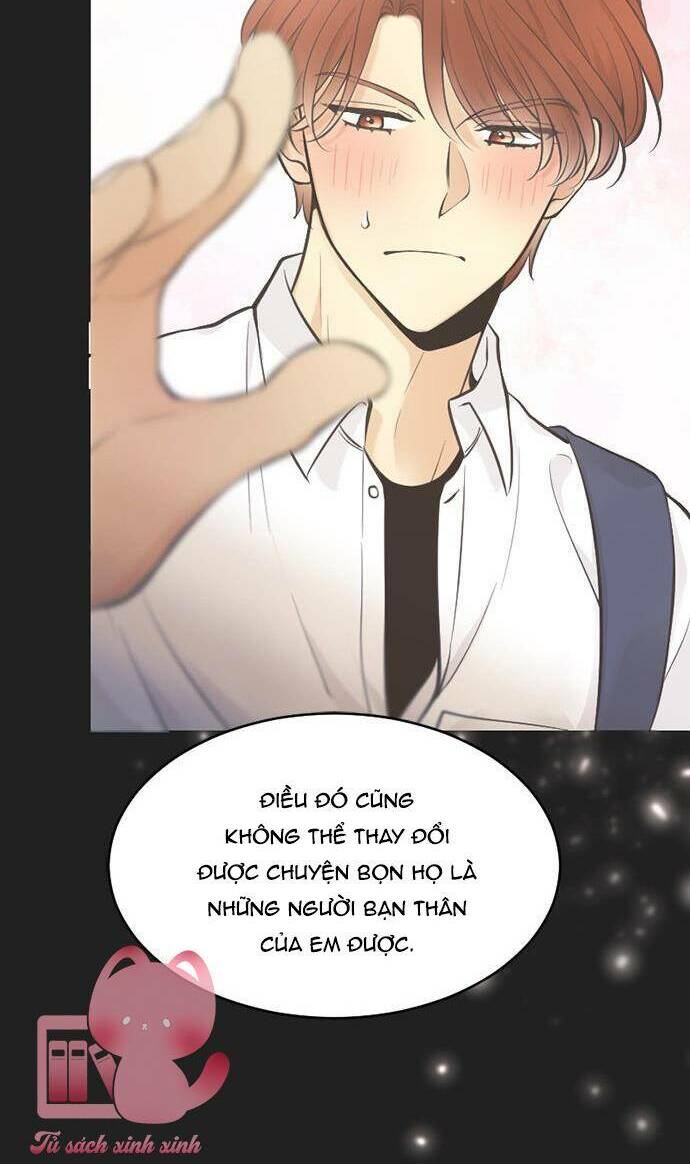 ĐIỀU ĐÓ CŨNG
KHÔNG THỂ THAY ĐỔI
ĐƯỢC CHUYỆN BỌN HỌ LÀ
NHỮNG NGƯỜI BẠN THÂN
CỦA EM ĐƯỢC.
Tủ sách xinh xinh